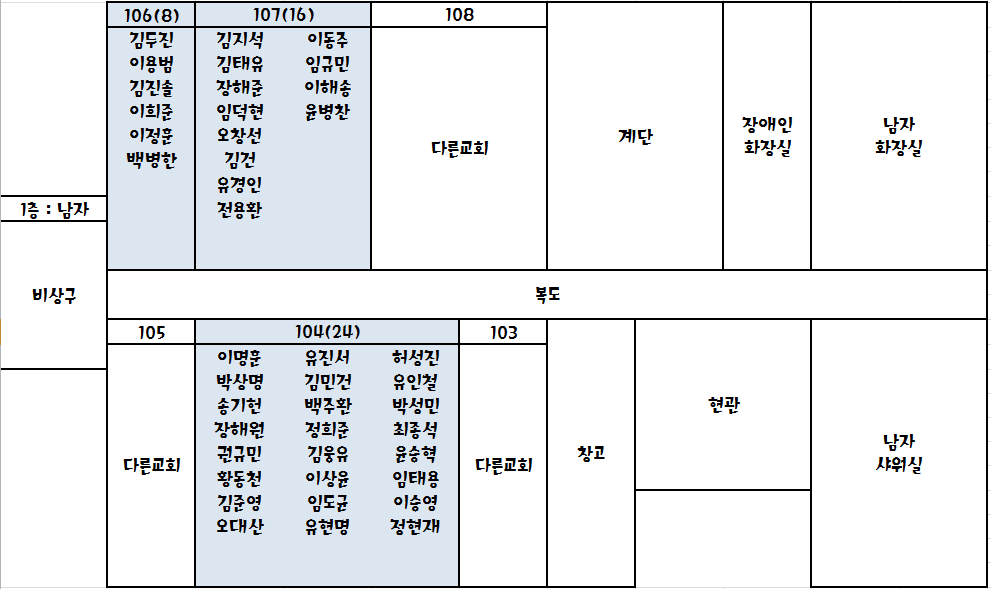 106(8) 107(16) 108
김두진 김지석 이동주
이용범 김태유 임규민
김진솔 장해준 이해송
이희준 임덕현 윤병찬
이정훈 오창선
백병한 김건
유경인
전용환
다른교회
계단
장애인
화장실
남자
화장실
1층 : 남자
비상구
복도
105 104(24) 103
이명훈 유진서 허성진
박상명 김민건 유인철
송기헌 백주환 박성민
장해원 정희준 최종석
권규민 김웅유 윤승혁
황동천 이상윤 임태용
김준영 임도균 이승영
오대산 유현명 정현재
다른교회
다른교회
창고
현관
남자
샤워실